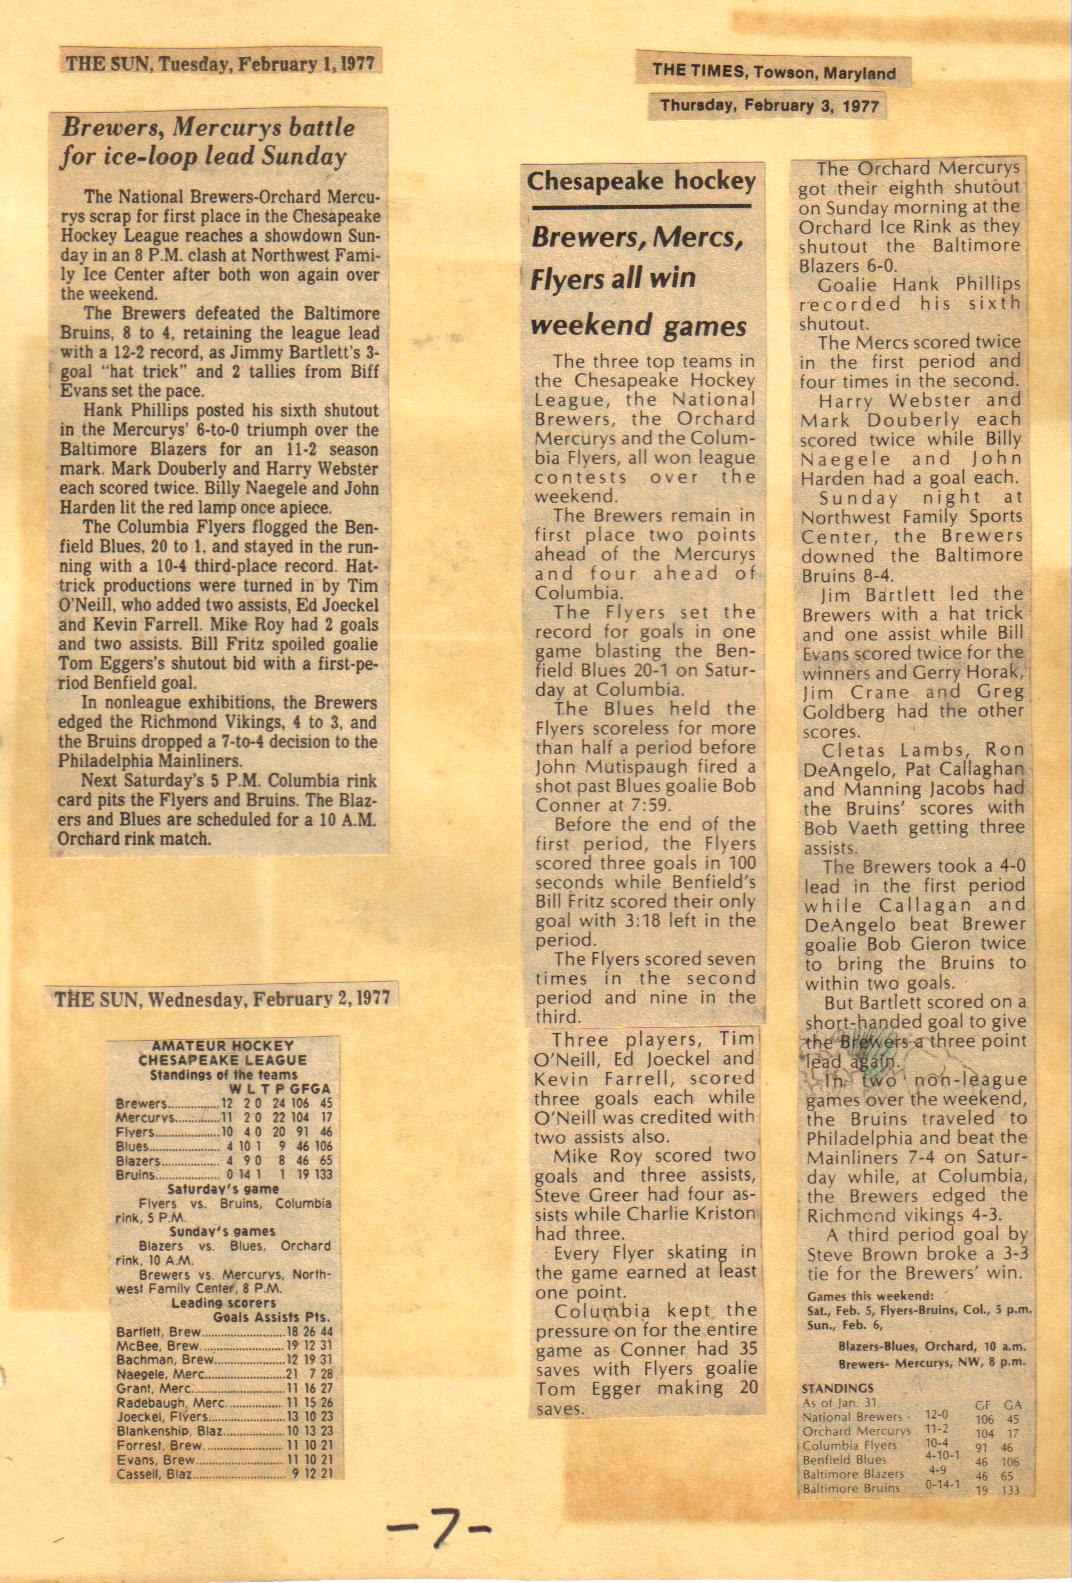 THE SUN, Tuesday, February 1, 1977
Brewers, Mercurys battle
for ice-loop lead Sunday
The National Brewers-Orchard Mercu-
rys scrap for first place in the Chesapeake
Hockey League reaches a showdown Sun-
day in an 8 P.M. clash at Northwest Fami-
ly Ice Center after both won again over
the weekend.
The Brewers defeated the Baltimore
Bruins, 8 to 4, retaining the league lead
with a 12-2 record, as Jimmy Bartlett's 3-
goal "hat trick" and 2 tallies from Biff
Evans set the pace.
Hank Phillips posted his sixth shutout
in the Mercurys' 6-to-0 triumph over the
Baltimore Blazers for an 11-2 season
mark. Mark Douberly and Harry Webster
each scored twice. Billy Naegele and John
Harden lit the red lamp once apiece.
The Columbia Flyers flogged the Ben-
field Blues, 20 to 1, and stayed in the run-
ning with a 10-4 third-place record. Hat-
trick productions were turned in by Tim
O'Neill, who added two assists, Ed Joeckel
and Kevin Farrell. Mike Roy had 2 goals
and two assists. Bill Fritz spoiled goalie
Tom Eggers's shutout bid with a first-pe-
riod Benfield goal.
In nonleague exhibitions, the Brewers
edged the Richmond Vikings, 4 to 3, and
the Bruins dropped a 7-to-4 decision to the
Philadelphia Mainliners.
Next Saturday's 5 P.M. Columbia rink
card pits the Flyers and Bruins. The Blaz-
ers and Blues are scheduled for a 10 A.M.
Orchard rink match.
THE SUN, Wednesday, February 2, 1977
AMATEUR HOCKEY
CHESAPEAKE LEAGUE
Standings of the teams
W L T P GF GA
Brewers..............12 2 0 24 106 45
Mercurys.............11 2 0 22 104 17
Flyers..................10 4 0 20 91 46
Blues.................. 4 10 1 9 46 106
Blazers................ 4 9 0 8 46 65
Bruins................. 0 14 1 1 19 133
Saturday's game
Flyers vs. Bruins, Columbia
rink, 5 P.M.
Sunday's games
Blazers vs. Blues, Orchard
rink, 10 A.M.
Brewers vs. Mercurys, North-
west Family Center, 8 P.M.
Leading scorers
Goals Assists Pts.
Bartlett, Brew........................18 26 44
McBee, Brew........................19 12 31
Bachman, Brew.....................12 19 31
Naegele, Merc.......................21 7 28
Grant, Merc..........................11 16 27
Radebaugh, Merc..................11 15 26
Joeckel, Flyers......................13 10 23
Blankenship, Blaz..................10 13 23
Forrest, Brew........................11 10 21
Evans, Brew.........................11 10 21
Cassell, Blaz......................... 9 12 21
THE TIMES, Towson, Maryland
Thursday, February 3, 1977
Chesapeake hockey
Brewers, Mercs,
Flyers all win
weekend games
The three top teams in
the Chesapeake Hockey
League, the National
Brewers, the Orchard
Mercurys and the Colum-
bia Flyers, all won league
contests over the
weekend.
The Brewers remain in
first place two points
ahead of the Mercurys
and four ahead of
Columbia.
The Flyers set the
record for goals in one
game blasting the Ben-
field Blues 20-1 on Satur-
day at Columbia.
The Blues held the
Flyers scoreless for more
than half a period before
John Mutispaugh fired a
shot past Blues goalie Bob
Conner at 7:59.
Before the end of the
first period, the Flyers
scored three goals in 100
seconds while Benfield's
Bill Fritz scored their only
goal with 3:18 left in the
period.
The Flyers scored seven
times in the second
period and nine in the
third.
Three players, Tim
O'Neill, Ed Joeckel and
Kevin Farrell, scored
three goals each while
O'Neill was credited with
two assists also.
Mike Roy scored two
goals and three assists,
Steve Greer had four as-
sists while Charlie Kriston
had three.
Every Flyer skating in
the game earned at least
one point.
Columbia kept the
pressure on for the entire
game as Conner had 35
saves with Flyers goalie
Tom Egger making 20
saves.
The Orchard Mercurys
got their eighth shutout
on Sunday morning at the
Orchard Ice Rink as they
shutout the Baltimore
Blazers 6-0.
Goalie Hank Phillips
recorded his sixth
shutout.
The Mercs scored twice
in the first period and
four times in the second.
Harry Webster and
Mark Douberly each
scored twice while Billy
Naegele and John
Harden had a goal each.
Sunday night at
Northwest Family Sports
Center, the Brewers
downed the Baltimore
Bruins 8-4.
Jim Bartlett led the
Brewers with a hat trick
and one assist while Bill
Evans scored twice for the
winners and Gerry Horak,
Jim Crane and Greg
Goldberg had the other
scores.
Cletas Lambs, Ron
DeAngelo, Pat Callaghan
and Manning Jacobs had
the Bruins' scores with
Bob Vaeth getting three
assists.
The Brewers took a 4-0
lead in the first period
while Callagan and
DeAngelo beat Brewer
goalie Bob Gieron twice
to bring the Bruins to
within two goals.
But Bartlett scored on a
short-handed goal to give
the Brewers a three point
lead again.
In two non-league
games over the weekend,
the Bruins traveled to
Philadelphia and beat the
Mainliners 7-4 on Satur-
day while, at Columbia,
the Brewers edged the
Richmond vikings 4-3.
A third period goal by
Steve Brown broke a 3-3
tie for the Brewers' win.
Games this weekend:
Sat., Feb. 5, Flyers-Bruins, Col., 5 p.m.
Sun., Feb. 6,
Blazers-Blues, Orchard, 10 a.m.
Brewers- Mercurys, NW, 8 p.m.
STANDINGS
As of Jan. 31 GF GA
National Brewers - 12-0 106 45
Orchard Mercurys 11-2 104 17
Columbia Flyers 10-4 91 46
Benfield Blues 4-10-1 46 106
Baltimore Blazers 4-9 46 65
Baltimore Bruins 0-14-1 19 133
-7-